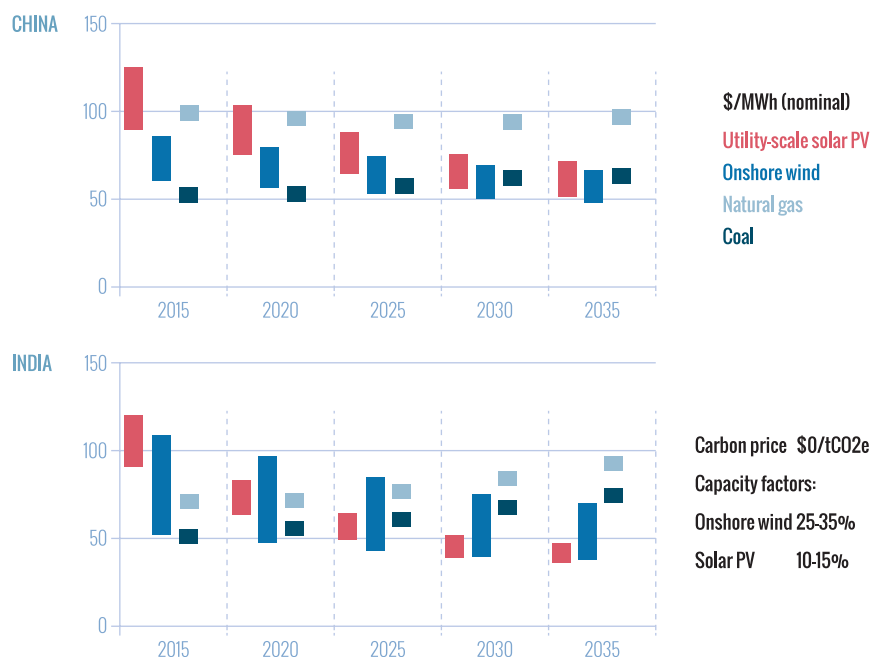 CHINA
150
100
50
0
2015 2020 2025 2030 2035
$/MWh (nominal)
Utility-scale solar PV
Onshore wind
Natural gas
Coal
INDIA
150
100
50
0
2015 2020 2025 2030 2035
Carbon price $0/tCO2e
Capacity factors:
Onshore wind 25-35%
Solar PV 10-15%